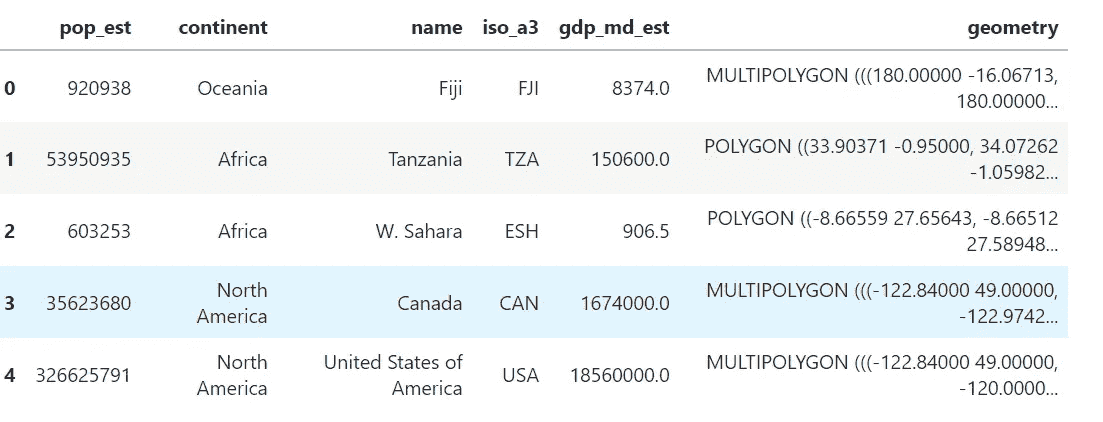 pop_est continent name iso_a3 gdp_md_est geometry
0 920938 Oceania Fiji FJI 8374.0 MULTIPOLYGON (((180.00000 -16.06713,
180.00000...
1 53950935 Africa Tanzania TZA 150600.0 POLYGON ((33.90371 -0.95000, 34.07262
-1.05982...
2 603253 Africa W. Sahara ESH 906.5 POLYGON ((-8.66559 27.65643, -8.66512
27.58948...
3 35623680 North
America Canada CAN 1674000.0 MULTIPOLYGON (((-122.84000 49.00000,
-122.9742...
4 326625791 North
America United States of
America USA 18560000.0 MULTIPOLYGON (((-122.84000 49.00000,
-120.0000...